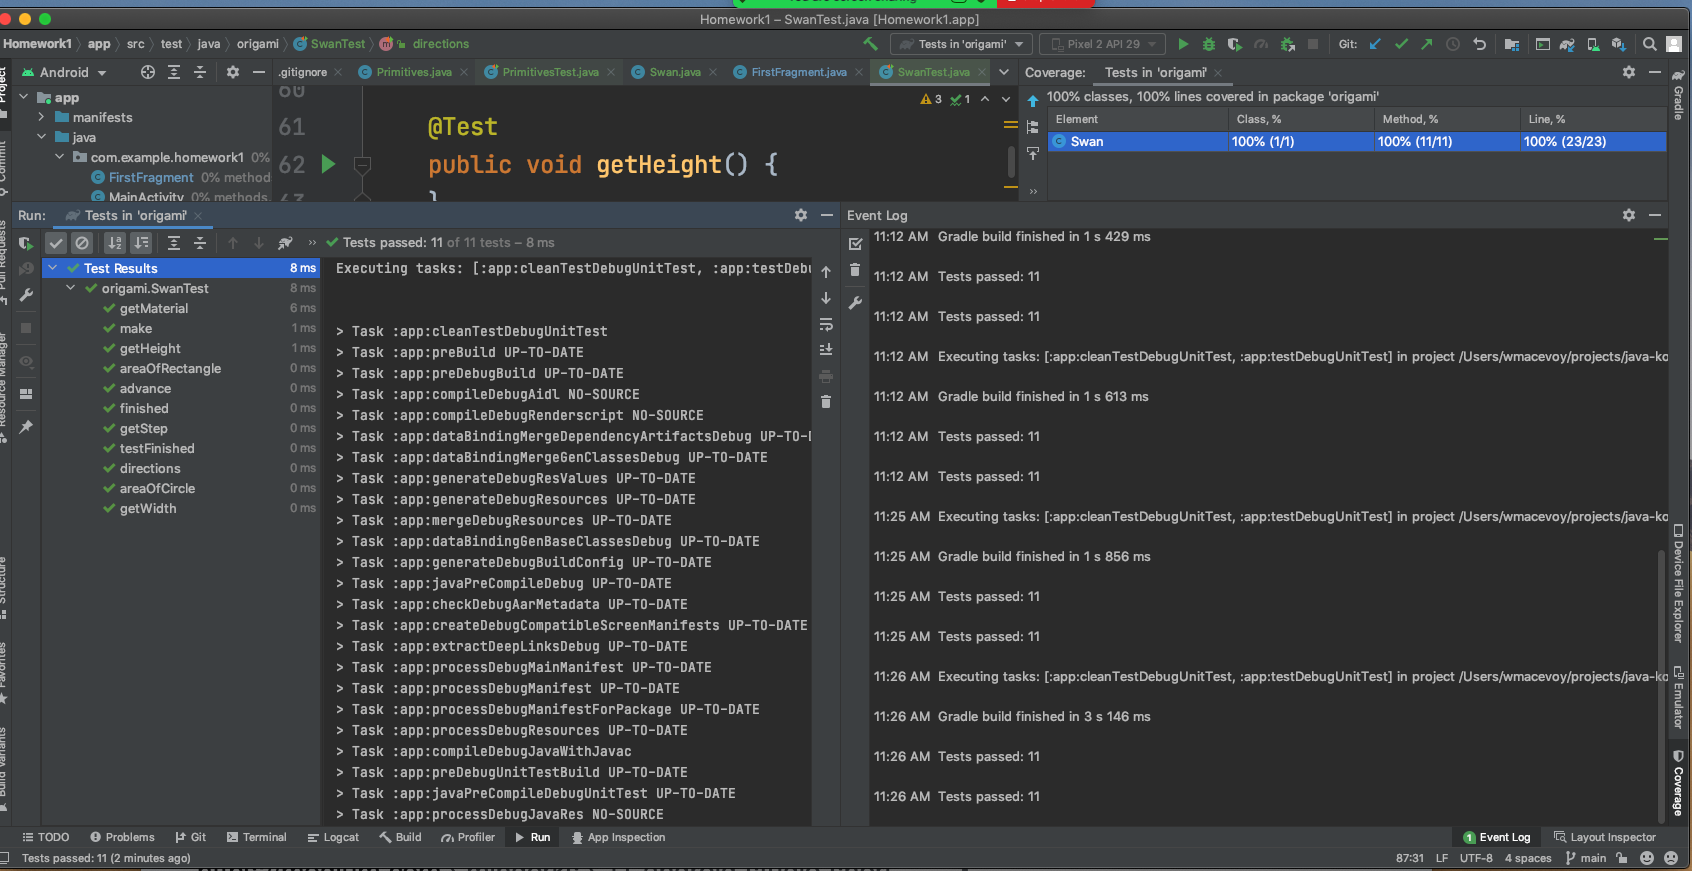 Homework1 – SwanTest.java [Homework1.app]
Homework1 app src test java origami SwanTest directions
Tests in 'origami' Pixel 2 API 29 Git:
Android
.gitignore Primitives.java PrimitivesTest.java Swan.java FirstFragment.java SwanTest.java
Coverage: Tests in 'origami'
Project
app
manifests
java
com.example.homework1 0%
FirstFragment 0% methods
MainActivity 0% methods,
60
61 @Test
62 public void getHeight() {
63 }
3 1
100% classes, 100% lines covered in package 'origami'
Element Class, % Method, % Line, %
Swan 100% (1/1) 100% (11/11) 100% (23/23)
Gradle
Commit
Pull Requests
Resource Manager
Structure
Favorites
Build Variants
Run: Tests in 'origami'
Tests passed: 11 of 11 tests – 8 ms
Test Results 8 ms
origami.SwanTest 8 ms
getMaterial 6 ms
make 1 ms
getHeight 1 ms
areaOfRectangle 0 ms
advance 0 ms
finished 0 ms
getStep 0 ms
testFinished 0 ms
directions 0 ms
areaOfCircle 0 ms
getWidth 0 ms
Executing tasks: [:app:cleanTestDebugUnitTest, :app:testDebu
> Task :app:cleanTestDebugUnitTest
> Task :app:preBuild UP-TO-DATE
> Task :app:preDebugBuild UP-TO-DATE
> Task :app:compileDebugAidl NO-SOURCE
> Task :app:compileDebugRenderscript NO-SOURCE
> Task :app:dataBindingMergeDependencyArtifactsDebug UP-TO-D
> Task :app:dataBindingMergeGenClassesDebug UP-TO-DATE
> Task :app:generateDebugResValues UP-TO-DATE
> Task :app:generateDebugResources UP-TO-DATE
> Task :app:mergeDebugResources UP-TO-DATE
> Task :app:dataBindingGenBaseClassesDebug UP-TO-DATE
> Task :app:generateDebugBuildConfig UP-TO-DATE
> Task :app:javaPreCompileDebug UP-TO-DATE
> Task :app:checkDebugAarMetadata UP-TO-DATE
> Task :app:createDebugCompatibleScreenManifests UP-TO-DATE
> Task :app:extractDeepLinksDebug UP-TO-DATE
> Task :app:processDebugMainManifest UP-TO-DATE
> Task :app:processDebugManifest UP-TO-DATE
> Task :app:processDebugManifestForPackage UP-TO-DATE
> Task :app:processDebugResources UP-TO-DATE
> Task :app:compileDebugJavaWithJavac
> Task :app:preDebugUnitTestBuild UP-TO-DATE
> Task :app:javaPreCompileDebugUnitTest UP-TO-DATE
> Task :app:processDebugJavaRes NO-SOURCE
Event Log
11:12 AM Gradle build finished in 1 s 429 ms
11:12 AM Tests passed: 11
11:12 AM Tests passed: 11
11:12 AM Executing tasks: [:app:cleanTestDebugUnitTest, :app:testDebugUnitTest] in project /Users/wmacevoy/projects/java-ko
11:12 AM Gradle build finished in 1 s 613 ms
11:12 AM Tests passed: 11
11:12 AM Tests passed: 11
11:25 AM Executing tasks: [:app:cleanTestDebugUnitTest, :app:testDebugUnitTest] in project /Users/wmacevoy/projects/java-ko
11:25 AM Gradle build finished in 1 s 856 ms
11:25 AM Tests passed: 11
11:25 AM Tests passed: 11
11:26 AM Executing tasks: [:app:cleanTestDebugUnitTest, :app:testDebugUnitTest] in project /Users/wmacevoy/projects/java-ko
11:26 AM Gradle build finished in 3 s 146 ms
11:26 AM Tests passed: 11
11:26 AM Tests passed: 11
Device File Explorer
Emulator
Coverage
TODO Problems Git Terminal Logcat Build Profiler Run App Inspection 1 Event Log Layout Inspector
Tests passed: 11 (2 minutes ago) 87:31 LF UTF-8 4 spaces main